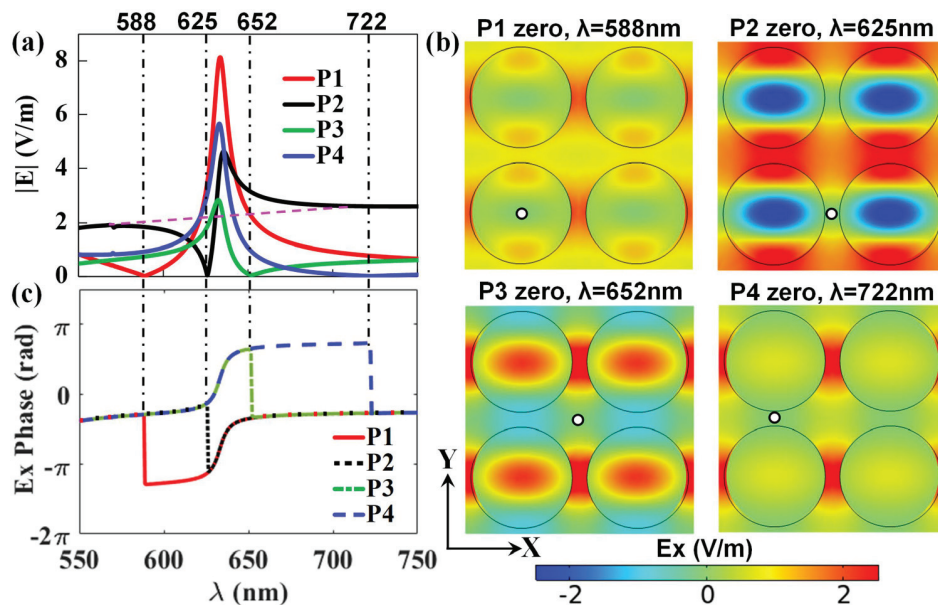 588 625 652 722
(a)
8
6
4
2
0
|E| (V/m)
P1
P2
P3
P4
(b)
P1 zero, λ=588nm
P2 zero, λ=625nm
P3 zero, λ=652nm
P4 zero, λ=722nm
Y
X
Ex (V/m)
-2 0 2
(c)
π
0
-π
-2π
Ex Phase (rad)
P1
P2
P3
P4
550 600 650 700 750
λ (nm)